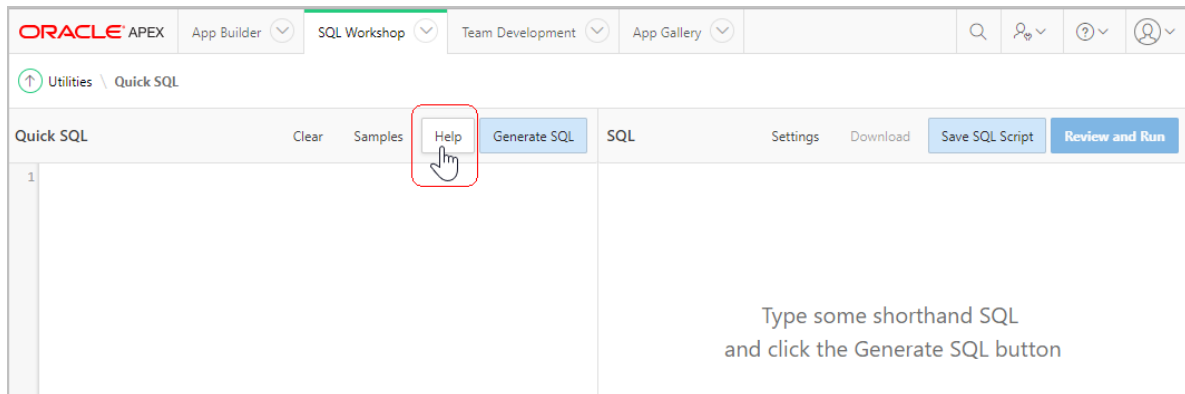 ORACLE APEX App Builder SQL Workshop Team Development App Gallery
Utilities \ Quick SQL
Quick SQL Clear Samples Help Generate SQL SQL Settings Download Save SQL Script Review and Run
1
Type some shorthand SQL
and click the Generate SQL button